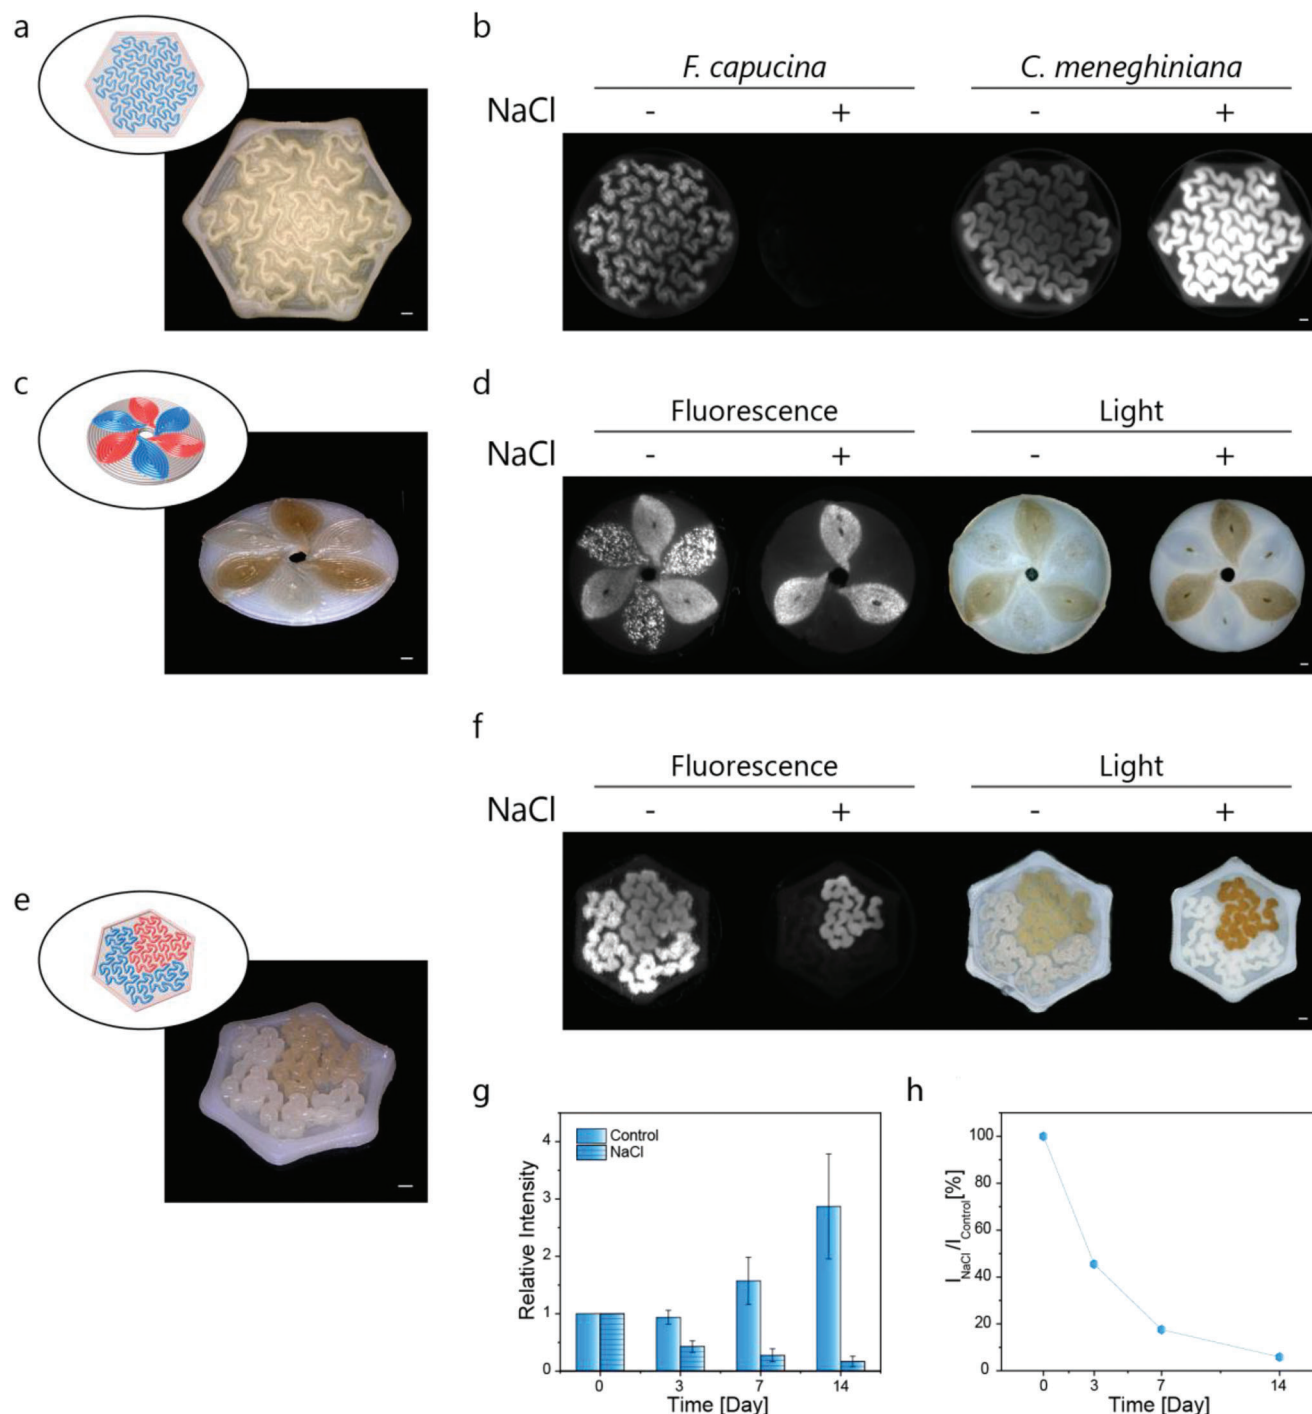 a
b
F. capucina
C. meneghiniana
NaCl - + - +
c
d
Fluorescence
Light
NaCl - + - +
f
Fluorescence
Light
NaCl - + - +
e
g
Control
NaCl
4
3
2
1
0
Relative Intensity
0 3 7 14
Time [Day]
h
100
80
60
40
20
0
I NaCl /I Control [%]
0 3 7 14
Time [Day]